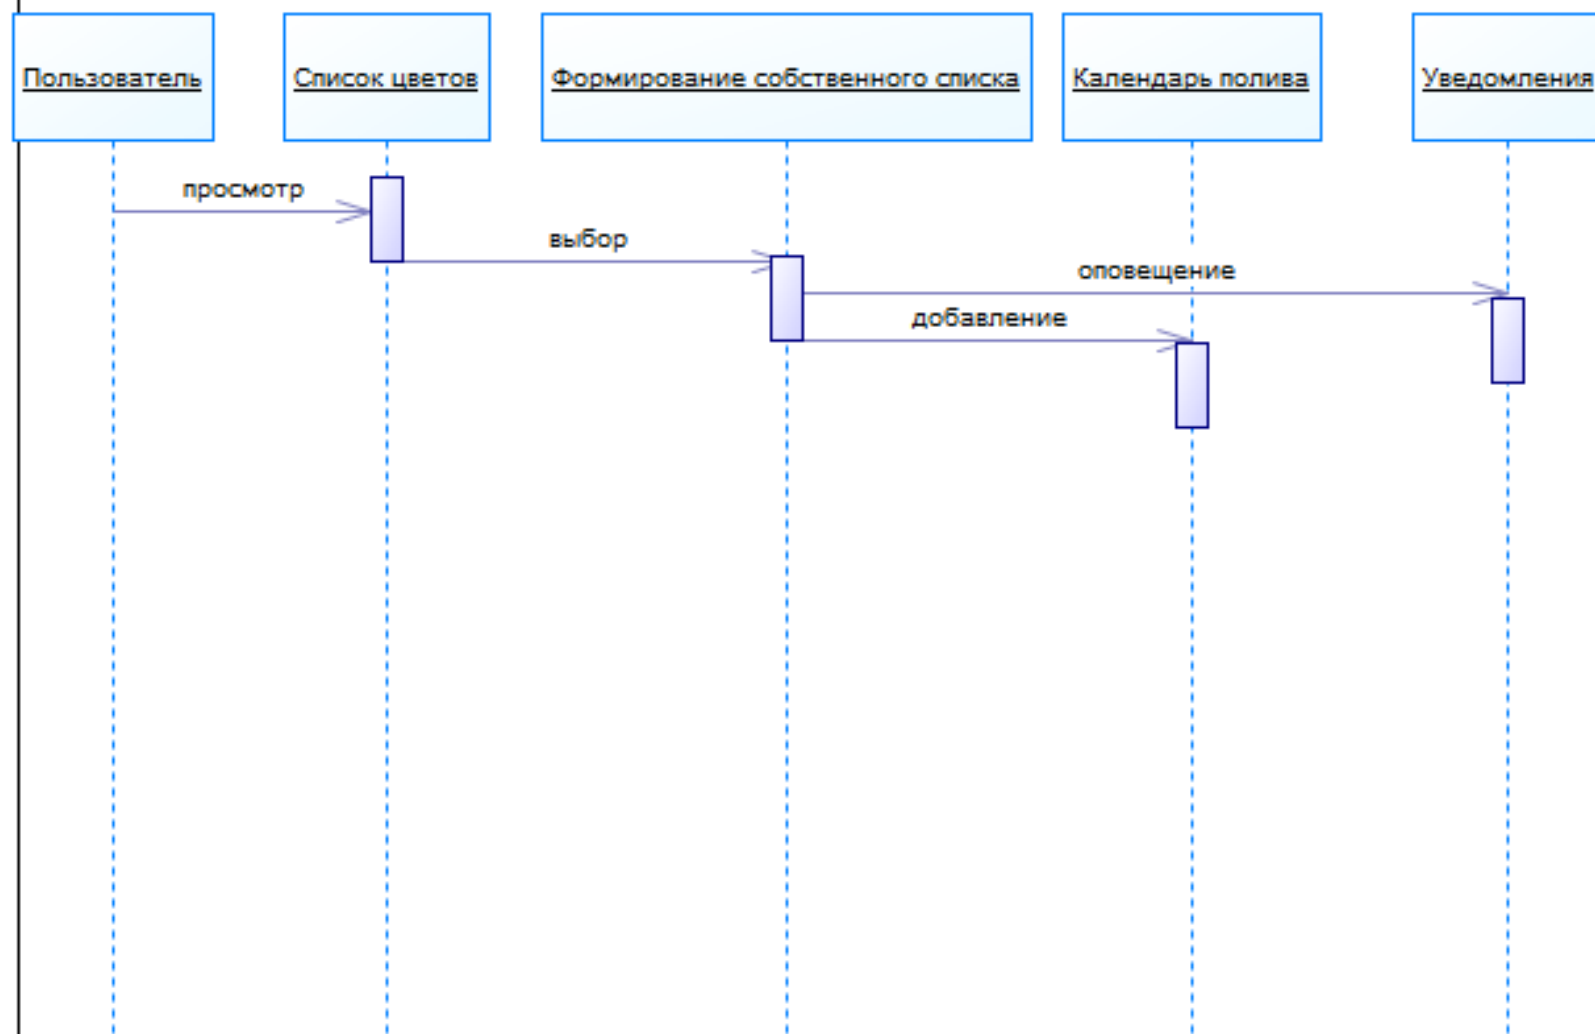 Пользователь
Список цветов
Формирование собственного списка
Календарь полива
Уведомления
просмотр
выбор
оповещение
добавление